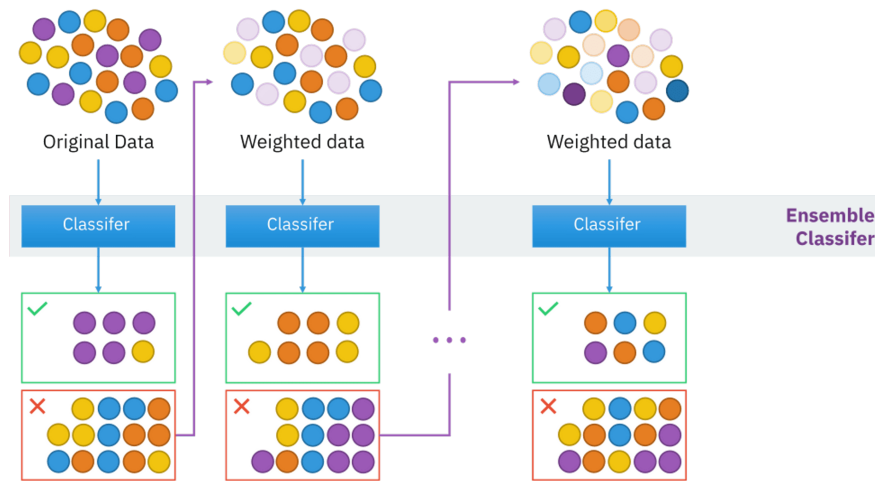 Original Data
Weighted data
Weighted data
Classifer
Classifer
Classifer
Ensemble
Classifer